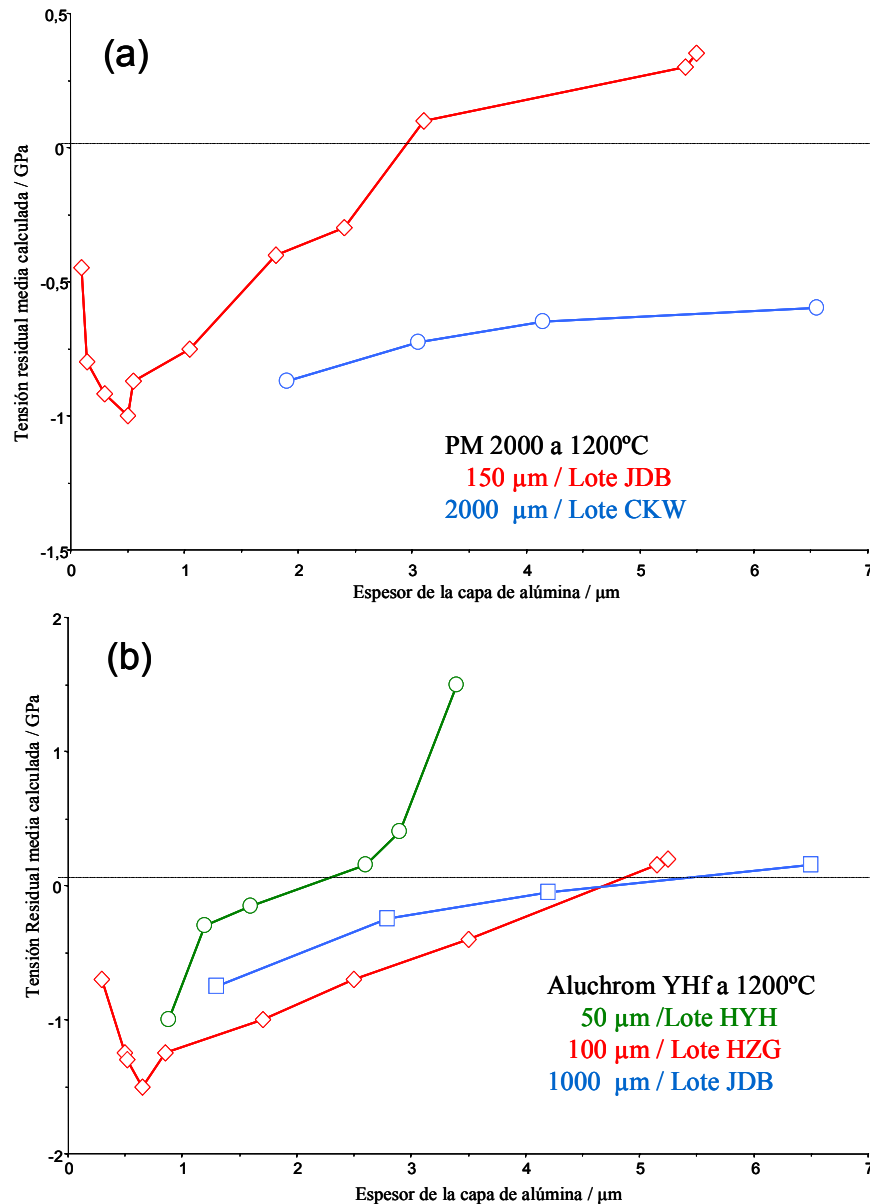 (a)
Tensión residual media calculada / GPa
0,5
0
-0,5
-1
-1,5
0
1
2
3
4
5
6
7
PM 2000 a 1200ºC
150 µm / Lote JDB
2000 µm / Lote CKW
Espesor de la capa de alúmina / µm
(b)
Tensión Residual media calculada / GPa
2
1
0
-1
-2
0
1
2
3
4
5
6
7
Aluchrom YHf a 1200ºC
50 µm /Lote HYH
100 µm / Lote HZG
1000 µm / Lote JDB
Espesor de la capa de alúmina / µm